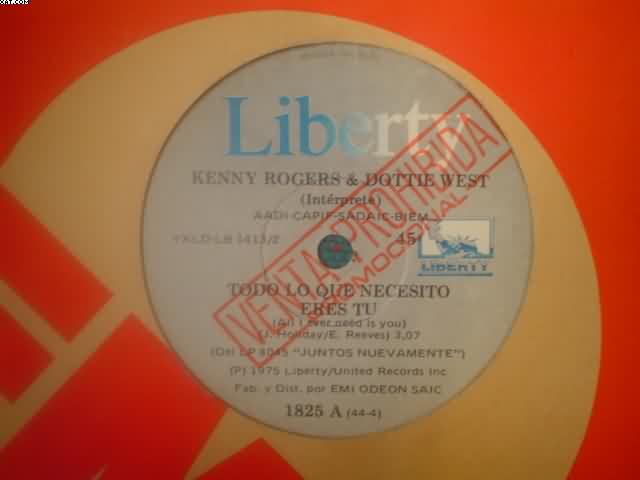 Liberty
KENNY ROGERS & DOTTIE WEST
(Intérprete)
AADI-CAPIF-SADAIC-BIEM
45
LIBERTY
VENTA PROHIBIDA
PROMOCIONAL
TODO LO QUE NECESITO
ERES TU
(All I ever need is you)
(J. Holiday/E. Reeves) 3,07
(Del LP 8045 "JUNTOS NUEVAMENTE")
(P) 1975 Liberty/United Records Inc
Fab. y Dist. por EMI ODEON SAIC
1825 A (44-4)